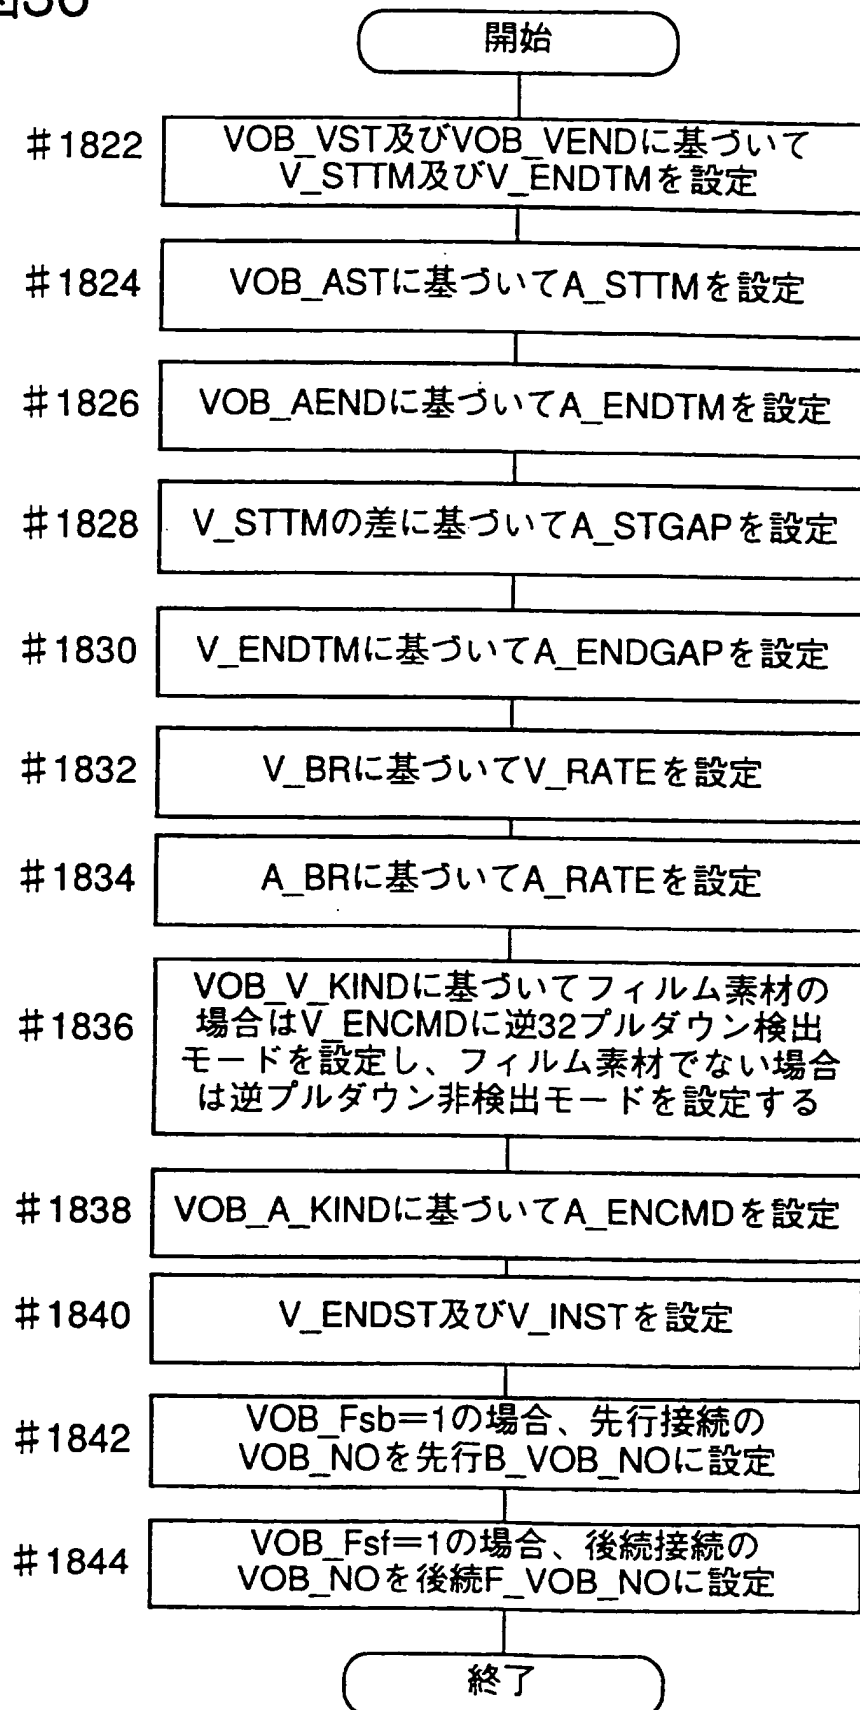 図56
開始
#1822
VOB_VST及びVOB_VENDに基づいて
V_STTM及びV_ENDTMを設定
#1824
VOB_ASTに基づいてA_STTMを設定
#1826
VOB_AENDに基づいてA_ENDTMを設定
#1828
V_STTMの差に基づいてA_STGAPを設定
#1830
V_ENDTMに基づいてA_ENDGAPを設定
#1832
V_BRに基づいてV_RATEを設定
#1834
A_BRに基づいてA_RATEを設定
#1836
VOB_V_KINDに基づいてフィルム素材の
場合はV_ENCMDに逆32プルダウン検出
モードを設定し、フィルム素材でない場合
は逆プルダウン非検出モードを設定する
#1838
VOB_A_KINDに基づいてA_ENCMDを設定
#1840
V_ENDST及びV_INSTを設定
#1842
VOB_Fsb=1の場合、先行接続の
VOB_NOを先行B_VOB_NOに設定
#1844
VOB_Fsf=1の場合、後続接続の
VOB_NOを後続F_VOB_NOに設定
終了